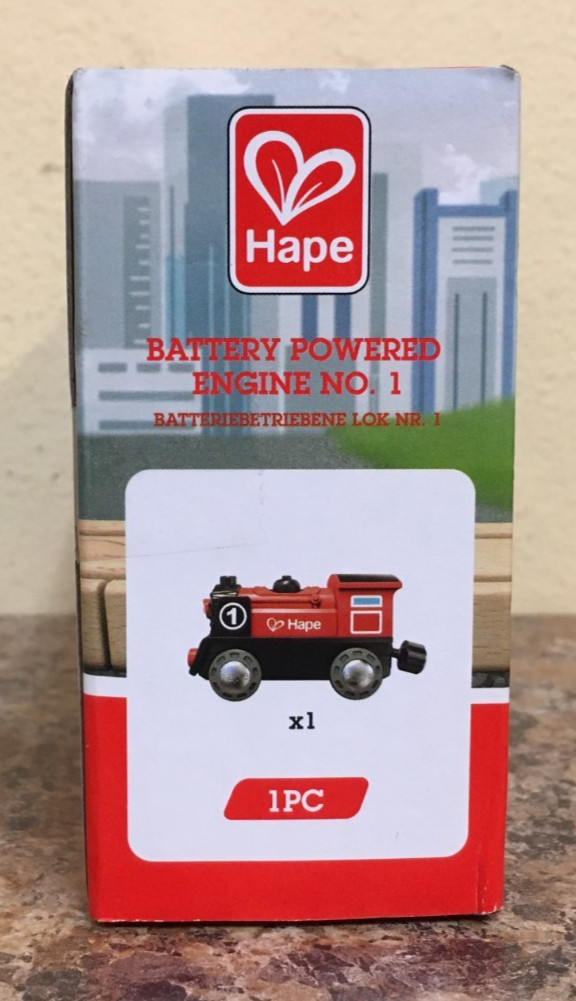 Hape
BATTERY POWERED
ENGINE NO. 1
BATTERIEBETRIEBENE LOK NR. 1
1
Hape
x1
1PC